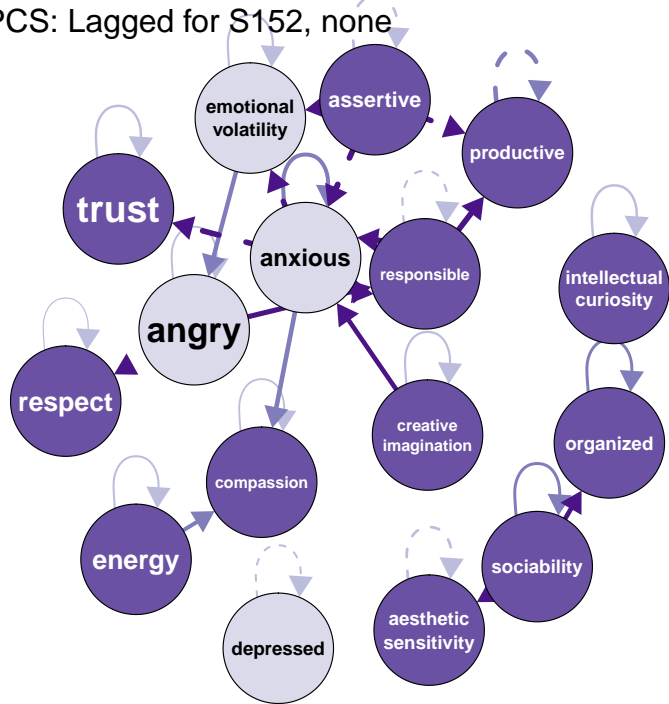 PCS: Lagged for S152, none
emotional
volatility
assertive
productive
trust
anxious
responsible
intellectual
curiosity
angry
respect
creative
imagination
organized
compassion
energy
sociability
aesthetic
sensitivity
depressed